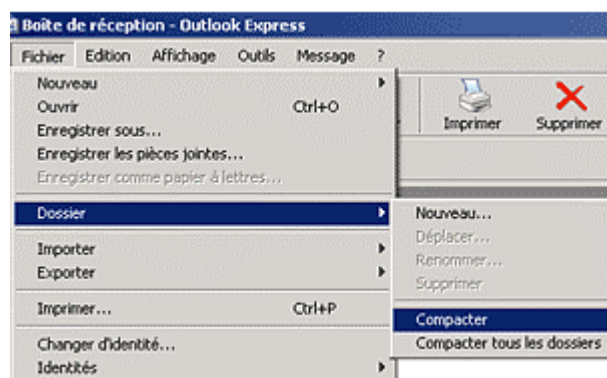 Boîte de réception - Outlook Express
Fichier Edition Affichage Outils Message ?
Nouveau
Ouvrir Ctrl+O
Enregistrer sous...
Enregistrer les pièces jointes...
Enregistrer comme papier à lettres...
Dossier
Importer
Exporter
Imprimer... Ctrl+P
Changer d'identité...
Identités
Imprimer Supprimer
Nouveau...
Déplacer...
Renommer...
Supprimer
Compacter
Compacter tous les dossiers